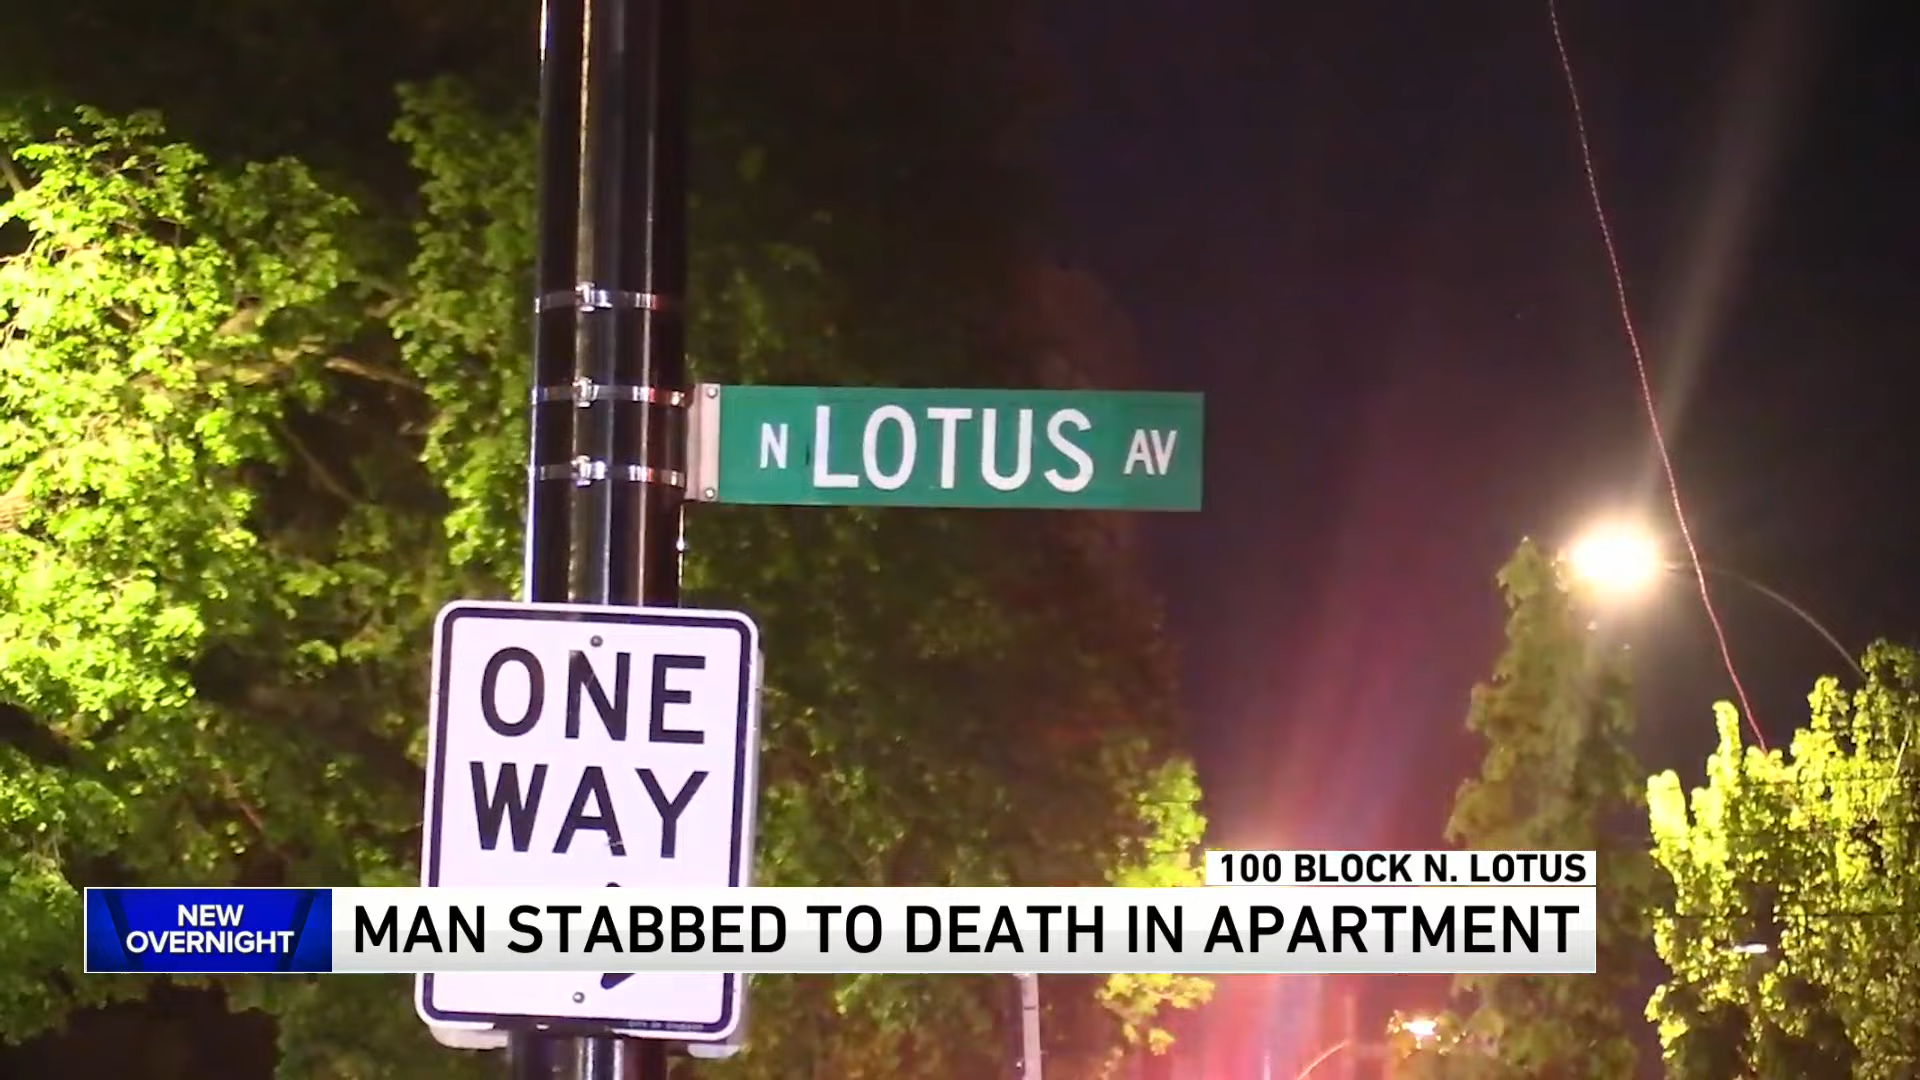 N LOTUS AV
ONE
WAY
100 BLOCK N. LOTUS
NEW
OVERNIGHT
MAN STABBED TO DEATH IN APARTMENT